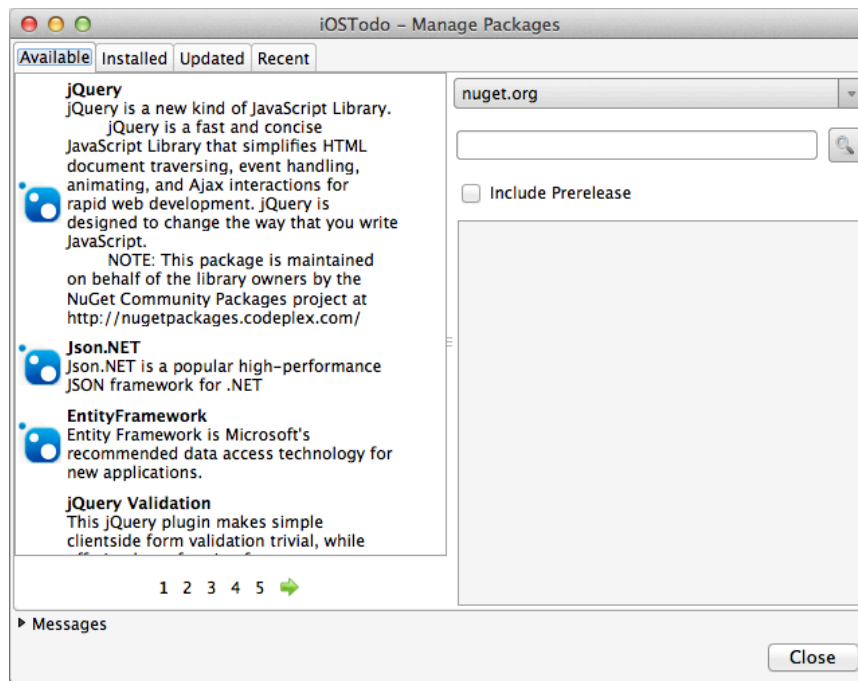 iOSTodo – Manage Packages
Available Installed Updated Recent
jQuery
jQuery is a new kind of JavaScript Library.
jQuery is a fast and concise
JavaScript Library that simplifies HTML
document traversing, event handling,
animating, and Ajax interactions for
rapid web development. jQuery is
designed to change the way that you write
JavaScript.
NOTE: This package is maintained
on behalf of the library owners by the
NuGet Community Packages project at
http://nugetpackages.codeplex.com/
Json.NET
Json.NET is a popular high-performance
JSON framework for .NET
EntityFramework
Entity Framework is Microsoft's
recommended data access technology for
new applications.
jQuery Validation
This jQuery plugin makes simple
clientside form validation trivial, while
1 2 3 4 5
nuget.org
Include Prerelease
Messages
Close